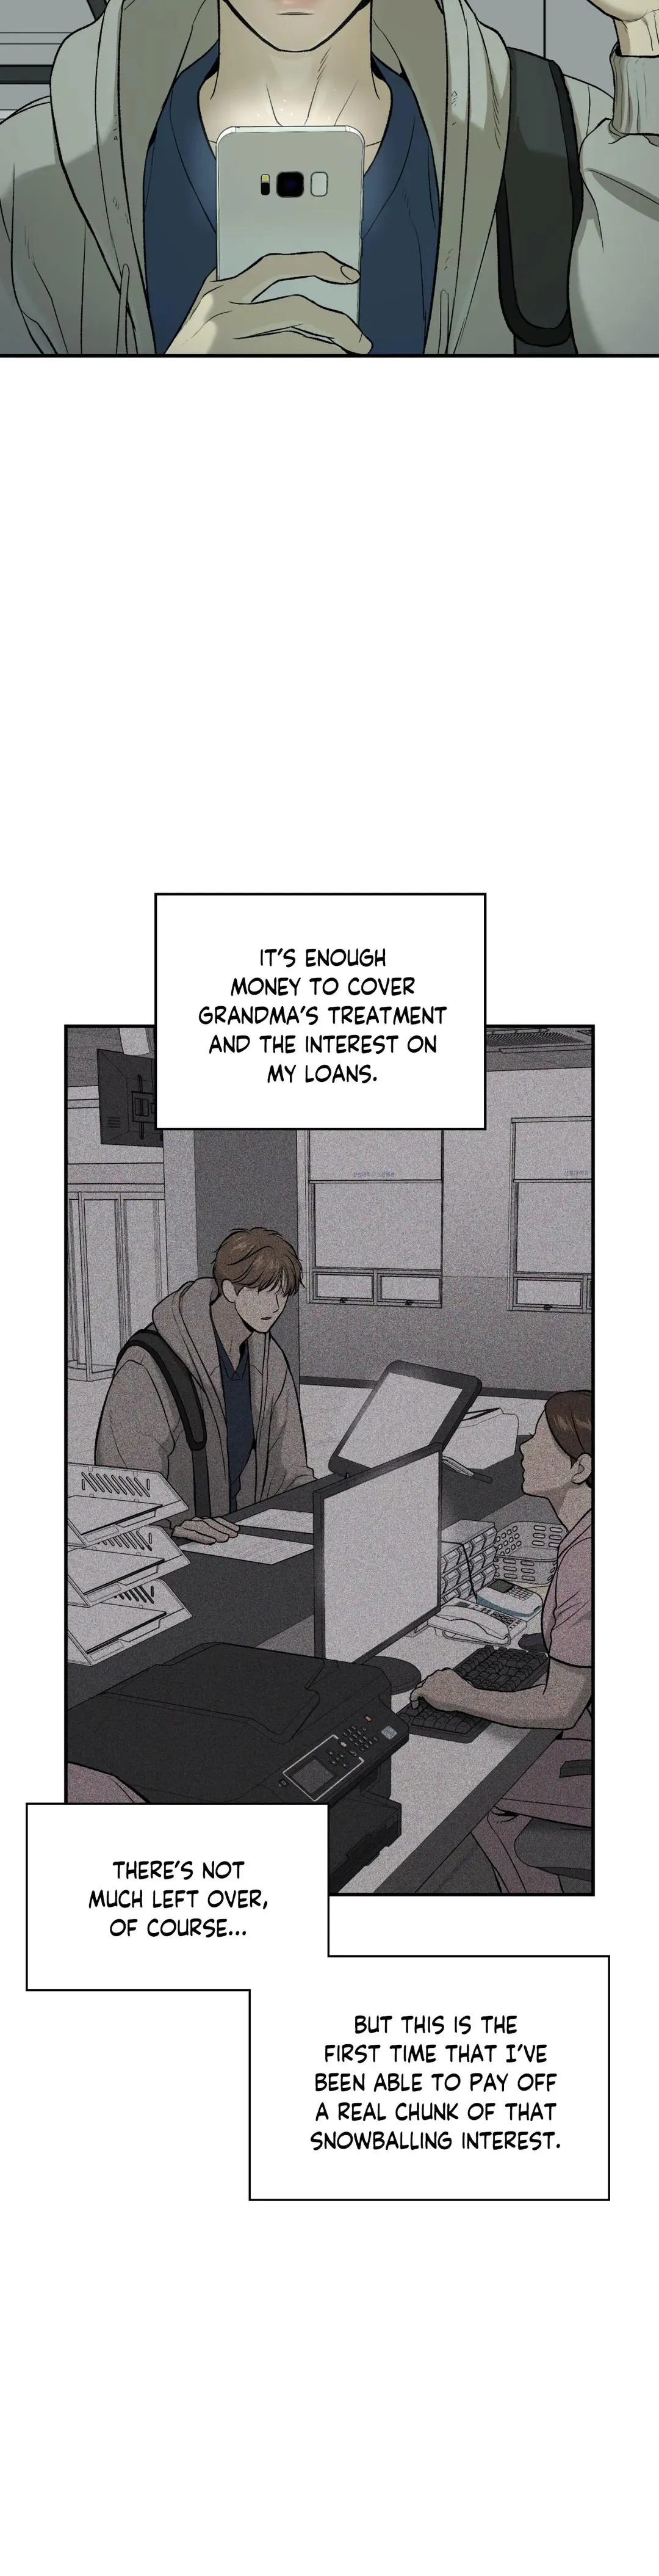 IT'S ENOUGH
MONEY TO COVER
GRANDMA'S TREATMENT
AND THE INTEREST ON
MY LOANS.
THERE'S NOT
MUCH LEFT OVER,
OF COURSE...
BUT THIS IS THE
FIRST TIME THAT I'VE
BEEN ABLE TO PAY OFF
A REAL CHUNK OF THAT
SNOWBALLING INTEREST.